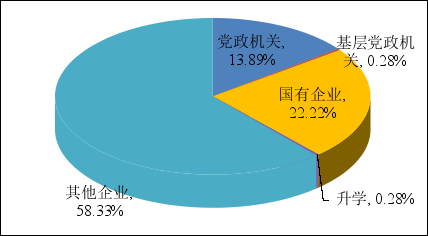 党政机关,
13.89%
基层党政机
关, 0.28%
国有企业,
22.22%
升学, 0.28%
其他企业,
58.33%